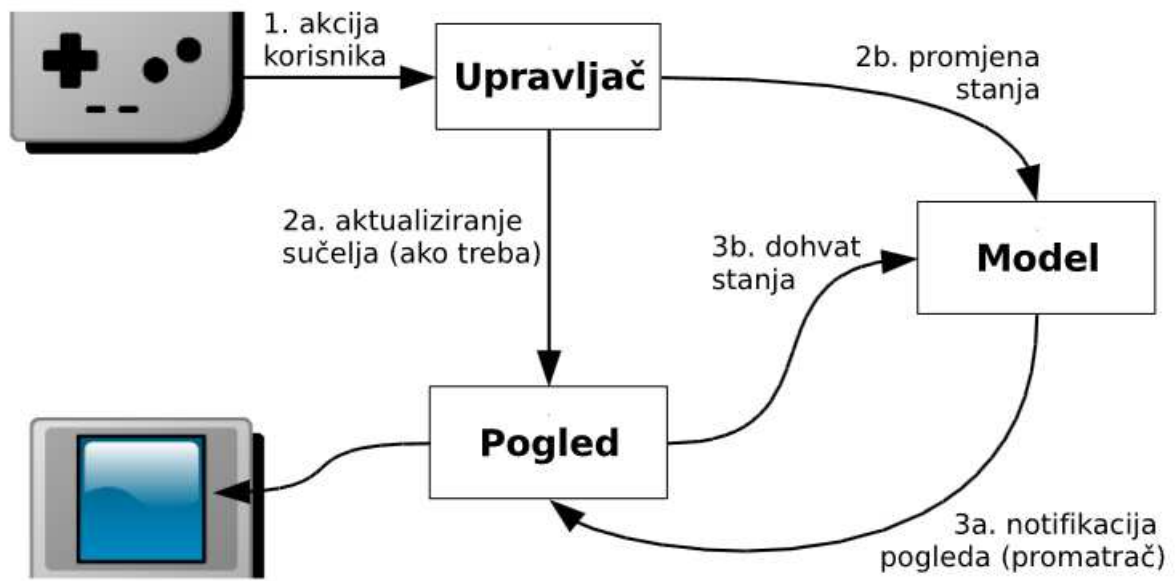 1. akcija
korisnika
Upravljač
2b. promjena
stanja
2a. aktualiziranje
sučelja (ako treba)
3b. dohvat
stanja
Model
Pogled
3a. notifikacija
pogleda (promatrač)